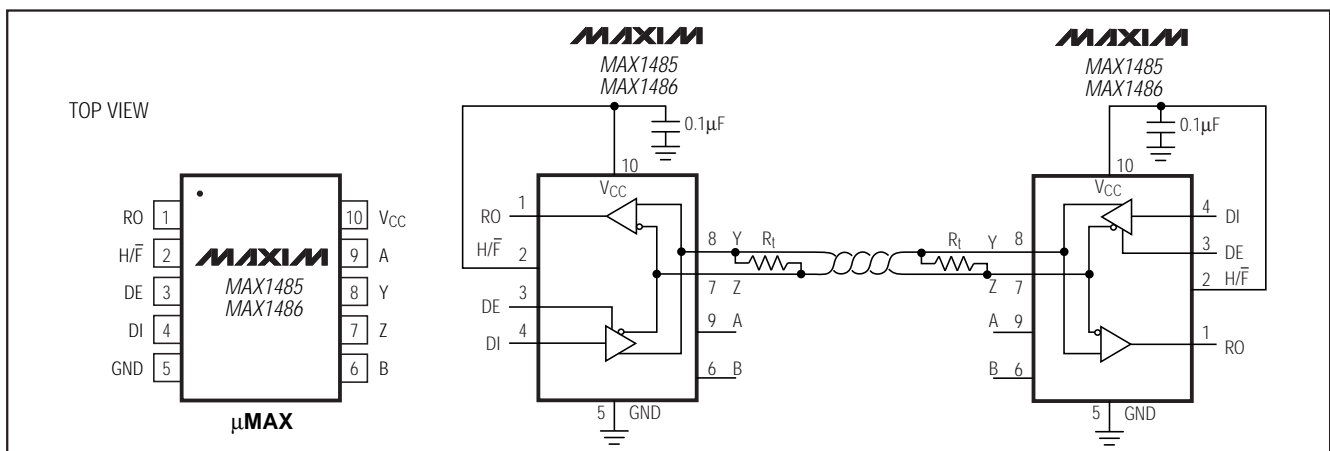 TOP VIEW
RO 1
H/F̅ 2
DE 3
DI 4
GND 5
10 VCC
9 A
8 Y
7 Z
6 B
MAXIM
MAX1485
MAX1486
µMAX
MAXIM
MAX1485
MAX1486
0.1µF
10
VCC
RO 1
H/F̅ 2
DE 3
DI 4
8 Y
7 Z
9 A
6 B
5 GND
Rt
Rt
MAXIM
MAX1485
MAX1486
0.1µF
10
VCC
Y 8
Z 7
A 9
B 6
4 DI
3 DE
2 H/F̅
1 RO
5 GND